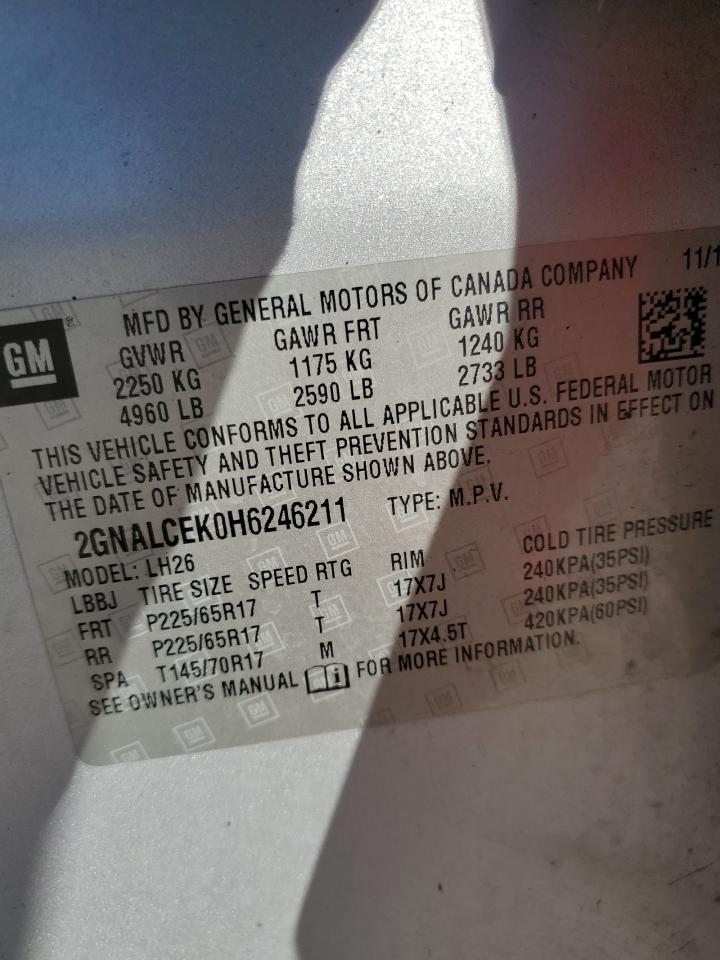 MFD BY GENERAL MOTORS OF CANADA COMPANY 11/1
GM ®
GVWR GAWR FRT GAWR RR
2250 KG 1175 KG 1240 KG
4960 LB 2590 LB 2733 LB
THIS VEHICLE CONFORMS TO ALL APPLICABLE U.S. FEDERAL MOTOR
VEHICLE SAFETY AND THEFT PREVENTION STANDARDS IN EFFECT ON
THE DATE OF MANUFACTURE SHOWN ABOVE.
2GNALCEK0H6246211 TYPE: M.P.V.
MODEL: LH26
LBBJ TIRE SIZE SPEED RTG RIM COLD TIRE PRESSURE
FRT P225/65R17 T 17X7J 240KPA(35PSI)
RR P225/65R17 T 17X7J 240KPA(35PSI)
SPA T145/70R17 M 17X4.5T 420KPA(60PSI)
SEE OWNER'S MANUAL i FOR MORE INFORMATION.